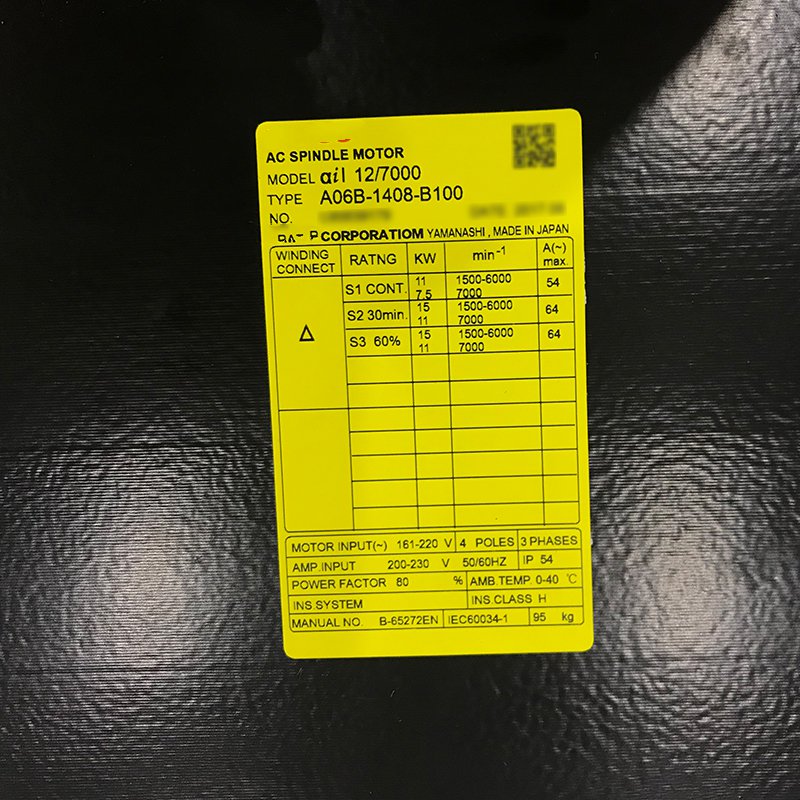 AC SPINDLE MOTOR
MODEL αiI 12/7000
TYPE A06B-1408-B100
NO.
CORPORATIOM YAMANASHI , MADE IN JAPAN
WINDING CONNECT RATNG KW min-1 A(~) max.
Δ S1 CONT. 11 1500-6000 54
7.5 7000
S2 30min. 15 1500-6000 64
11 7000
S3 60% 15 1500-6000 64
11 7000
MOTOR INPUT(~) 161-220 V 4 POLES 3 PHASES
AMP.INPUT 200-230 V 50/60HZ IP 54
POWER FACTOR 80 % AMB.TEMP. 0-40 ℃
INS.SYSTEM INS.CLASS H
MANUAL NO. B-65272EN IEC60034-1 95 kg